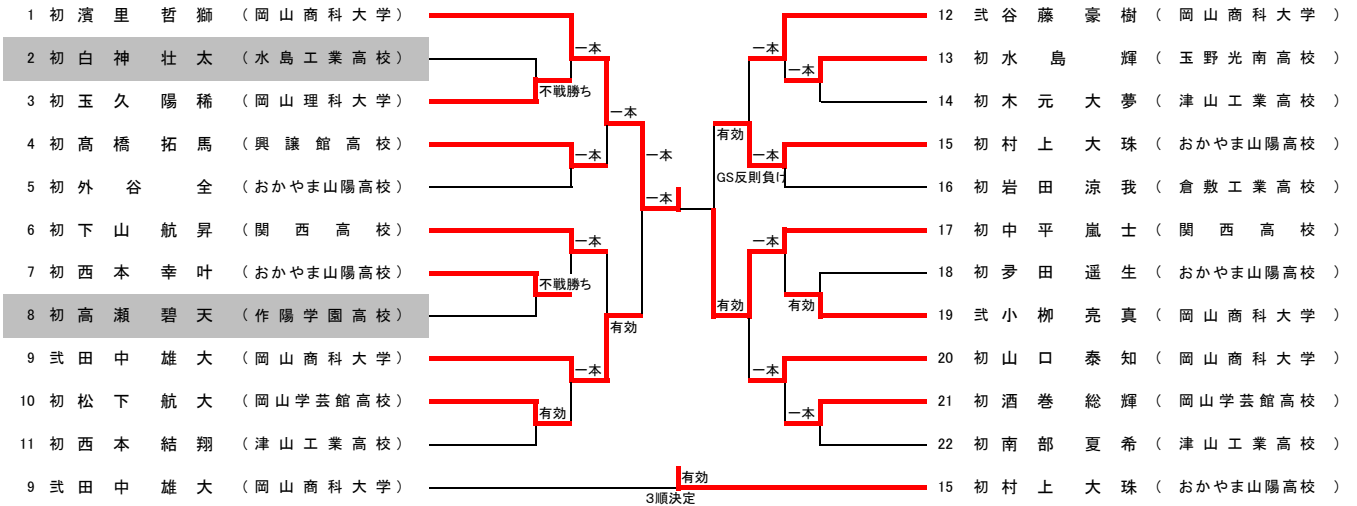 1 初 濱里 哲獅 (岡山商科大学)
2 初 白神 壮太 (水島工業高校)
3 初 玉久 陽稀 (岡山理科大学)
4 初 髙橋 拓馬 (興譲館高校)
5 初 外谷 全 (おかやま山陽高校)
6 初 下山 航昇 (関西高校)
7 初 西本 幸叶 (おかやま山陽高校)
8 初 高瀬 碧天 (作陽学園高校)
9 弐 田中 雄大 (岡山商科大学)
10 初 松下 航大 (岡山学芸館高校)
11 初 西本 結翔 (津山工業高校)
9 弐 田中 雄大 (岡山商科大学)
一本
不戦勝ち
一本
一本
一本
一本
一本
不戦勝ち
有効
一本
有効
一本
一本
有効
一本
GS反則負け
一本
有効
有効
一本
一本
有効
3順決定
12 弐 谷藤 豪樹 (岡山商科大学)
13 初 水島 輝 (玉野光南高校)
14 初 木元 大夢 (津山工業高校)
15 初 村上 大珠 (おかやま山陽高校)
16 初 岩田 涼我 (倉敷工業高校)
17 初 中平 嵐士 (関西高校)
18 初 田 遥生 (おかやま山陽高校)
19 弐 小栁 亮真 (岡山商科大学)
20 初 山口 泰知 (岡山商科大学)
21 初 酒巻 総輝 (岡山学芸館高校)
22 初 南部 夏希 (津山工業高校)
15 初 村上 大珠 (おかやま山陽高校)